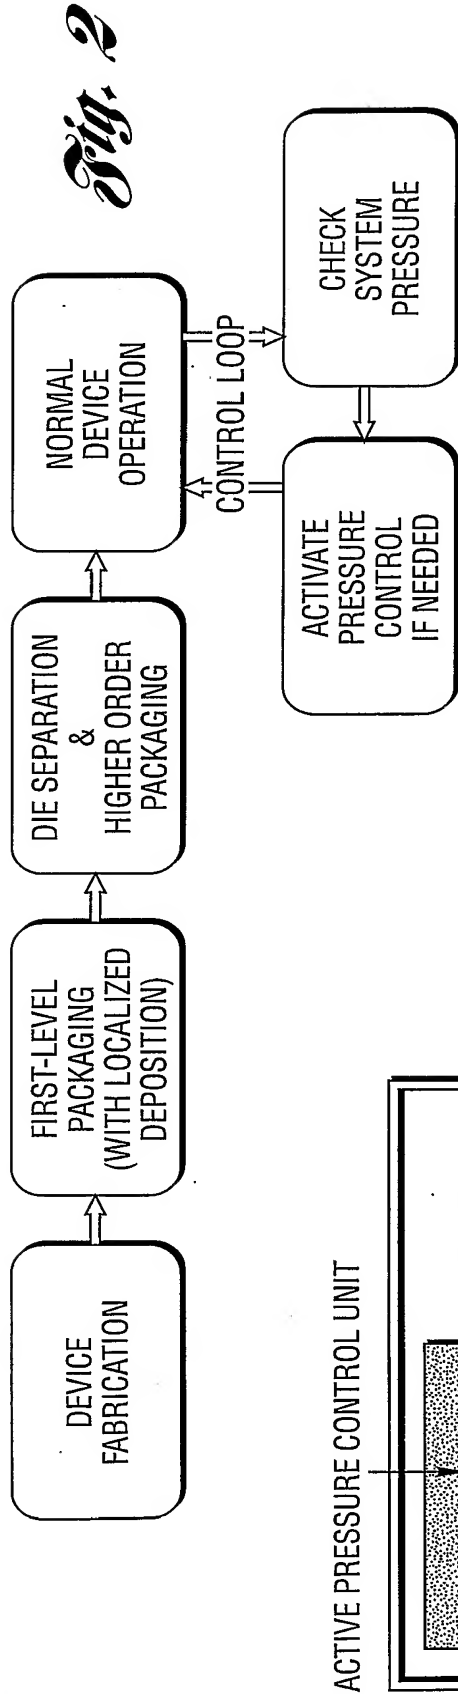 Fig. 2
DEVICE
FABRICATION
FIRST-LEVEL
PACKAGING
(WITH LOCALIZED
DEPOSITION)
DIE SEPARATION
&
HIGHER ORDER
PACKAGING
NORMAL
DEVICE
OPERATION
CONTROL LOOP
CHECK
SYSTEM
PRESSURE
ACTIVATE
PRESSURE
CONTROL
IF NEEDED
ACTIVE PRESSURE CONTROL UNIT